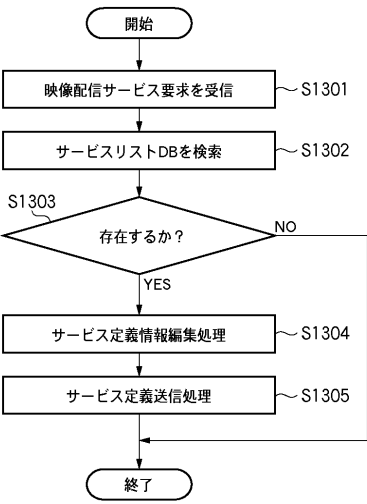 開始
映像配信サービス要求を受信
S1301
サービスリストDBを検索
S1302
S1303
存在するか?
NO
YES
サービス定義情報編集処理
S1304
サービス定義送信処理
S1305
終了